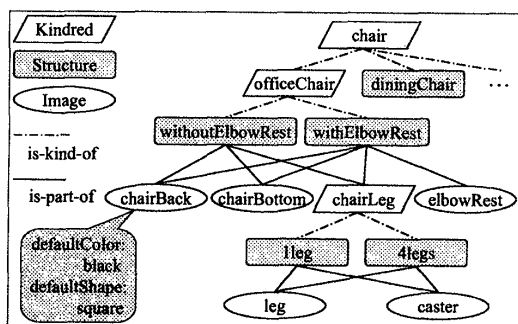 Kindred
chair
Structure
officeChair
diningChair
...
Image
withoutElbowRest
withElbowRest
is-kind-of
is-part-of
chairBack
chairBottom
chairLeg
elbowRest
defaultColor:
black
defaultShape:
square
1leg
4legs
leg
caster